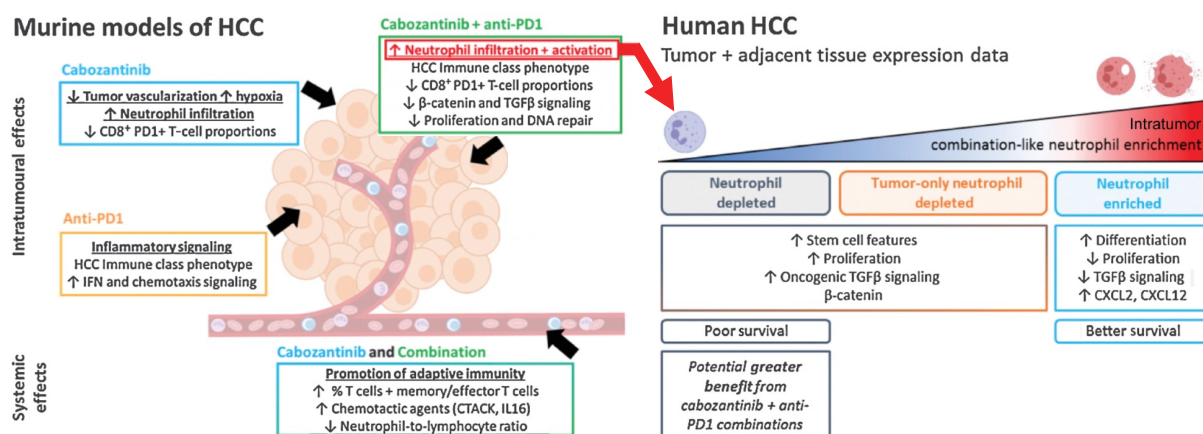 Murine models of HCC
Intratumoural effects
Cabozantinib
↓ Tumor vascularization ↑ hypoxia
↑ Neutrophil infiltration
↓ CD8⁺ PD1+ T-cell proportions
Cabozantinib + anti-PD1
↑ Neutrophil infiltration + activation
HCC Immune class phenotype
↓ CD8⁺ PD1+ T-cell proportions
↓ β-catenin and TGFβ signaling
↓ Proliferation and DNA repair
Anti-PD1
Inflammatory signaling
HCC Immune class phenotype
↑ IFN and chemotaxis signaling
Systemic
effects
Cabozantinib and Combination
Promotion of adaptive immunity
↑ % T cells + memory/effector T cells
↑ Chemotactic agents (CTACK, IL16)
↓ Neutrophil-to-lymphocyte ratio
Human HCC
Tumor + adjacent tissue expression data
Intratumor
combination-like neutrophil enrichment
Neutrophil
depleted
Tumor-only neutrophil
depleted
Neutrophil
enriched
↑ Stem cell features
↑ Proliferation
↑ Oncogenic TGFβ signaling
β-catenin
↑ Differentiation
↓ Proliferation
↓ TGFβ signaling
↑ CXCL2, CXCL12
Poor survival
Better survival
Potential greater
benefit from
cabozantinib + anti-
PD1 combinations